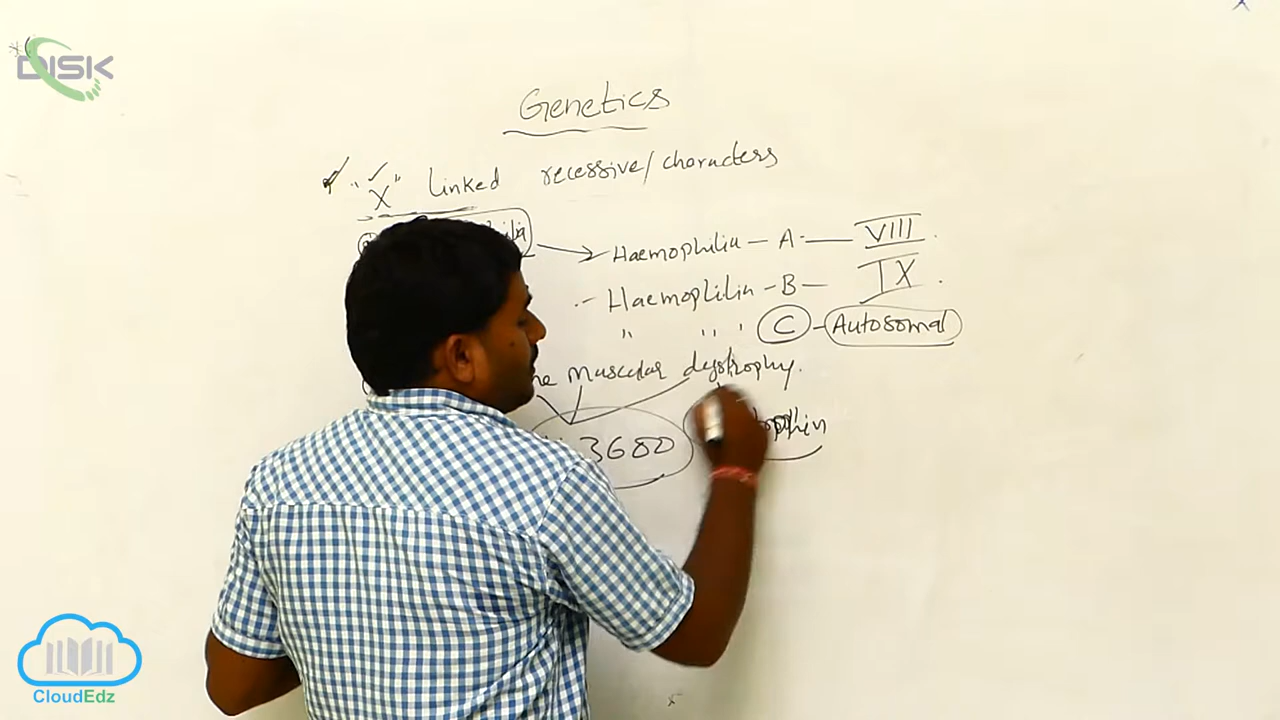 DISK
Genetics
"X" linked recessive/characters
Haemophilia - A - VIII
Haemophilia - B - IX
" " ' C - Autosomal
Muscular dystrophy.
3600
CloudEdz